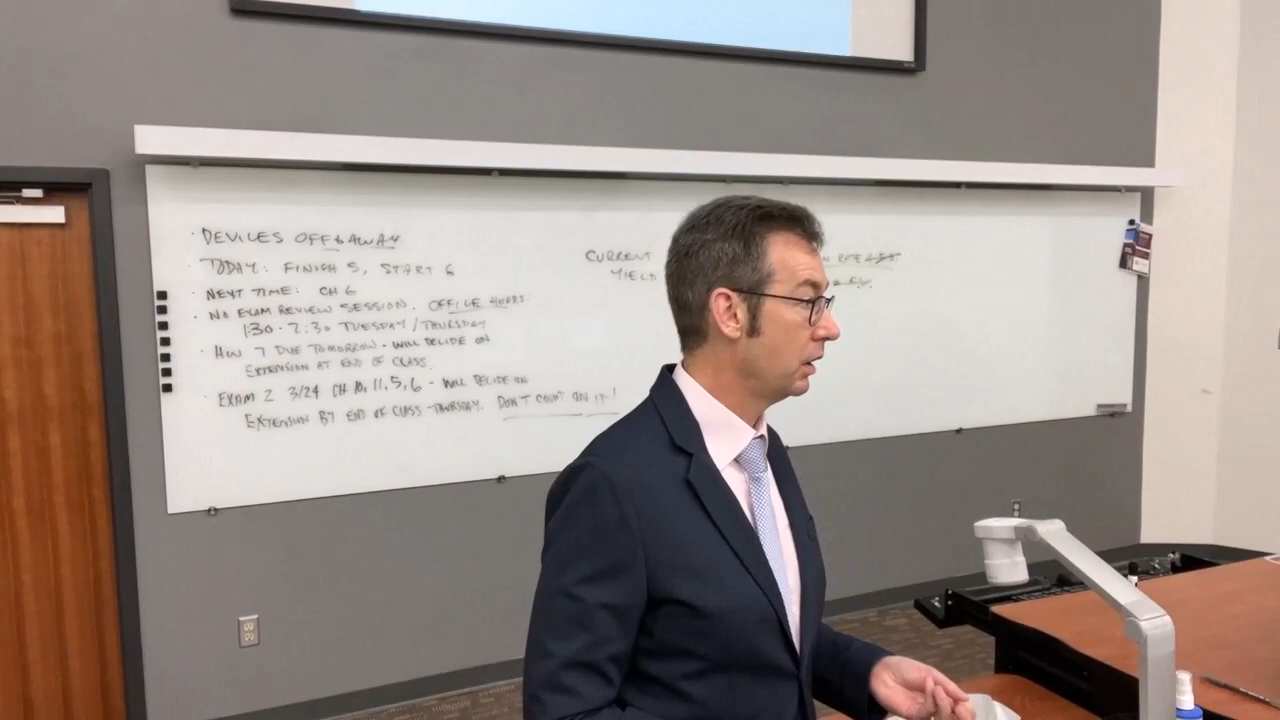 · DEVICES OFF & AWAY
· TODAY: FINISH 5, START 6
· NEXT TIME: CH 6
· NO EXAM REVIEW SESSION. OFFICE HOURS:
1:30 - 2:30 TUESDAY / THURSDAY
· HW 7 DUE TOMORROW - WILL DECIDE ON
EXTENSION AT END OF CLASS.
· EXAM 2 3/24 CH 10, 11, 5, 6 - WILL DECIDE ON
EXTENSION BY END OF CLASS THURSDAY. DON'T COUNT ON IT!
CURRENT
YIELD